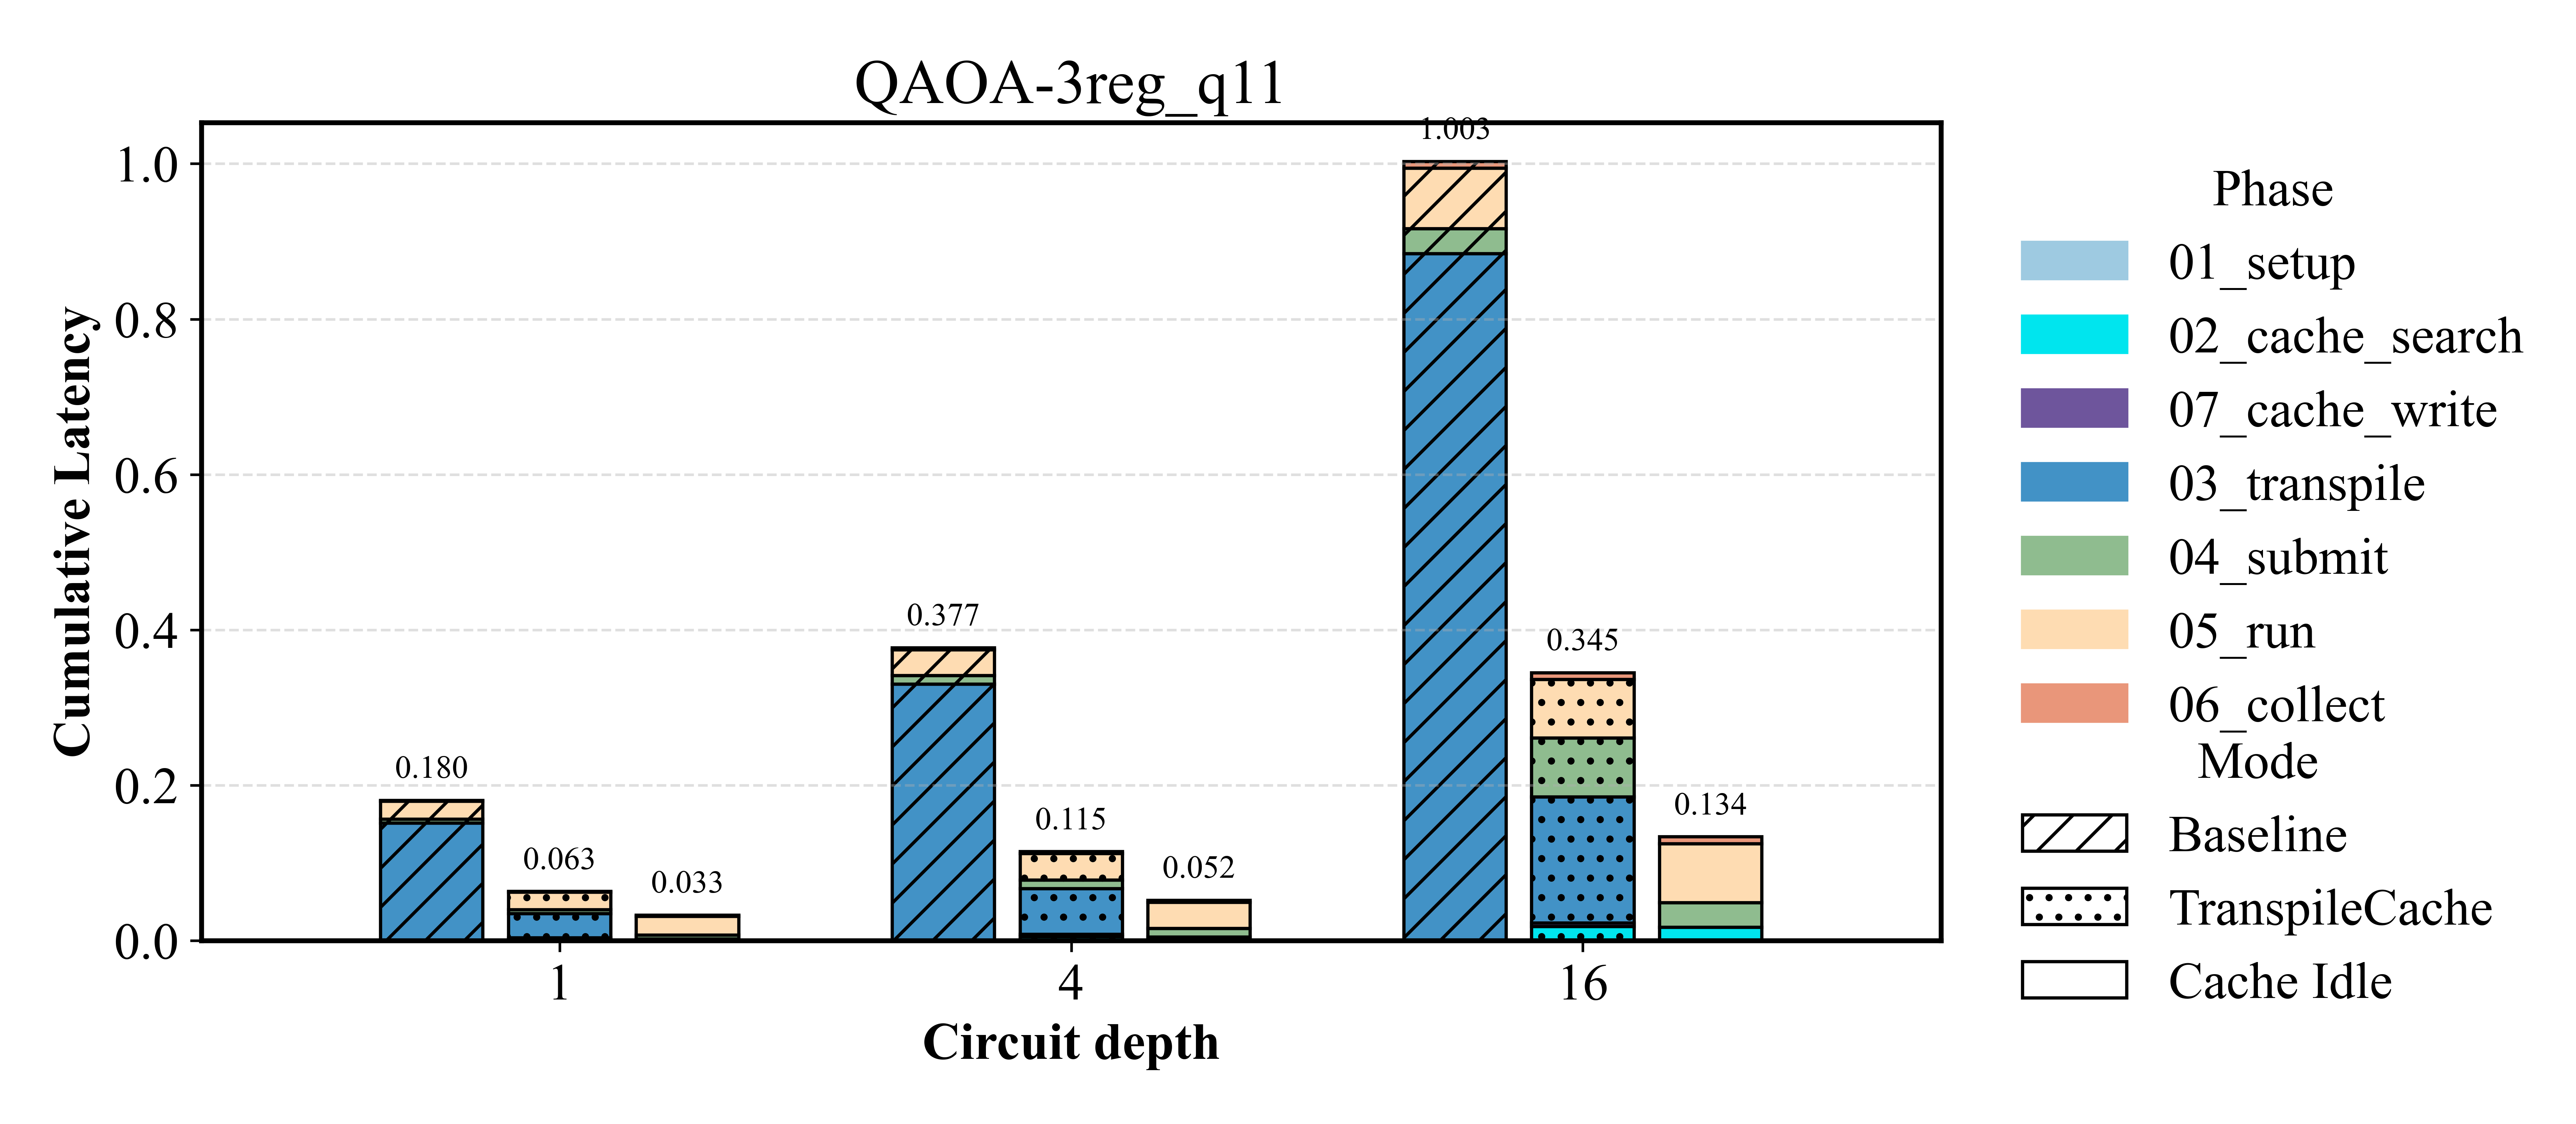 QAOA-3reg_q11
Cumulative Latency
1.0
0.8
0.6
0.4
0.2
0.0
0.180
0.063
0.033
0.377
0.115
0.052
1.003
0.345
0.134
1
4
16
Circuit depth
Phase
01_setup
02_cache_search
07_cache_write
03_transpile
04_submit
05_run
06_collect
Mode
Baseline
TranspileCache
Cache Idle